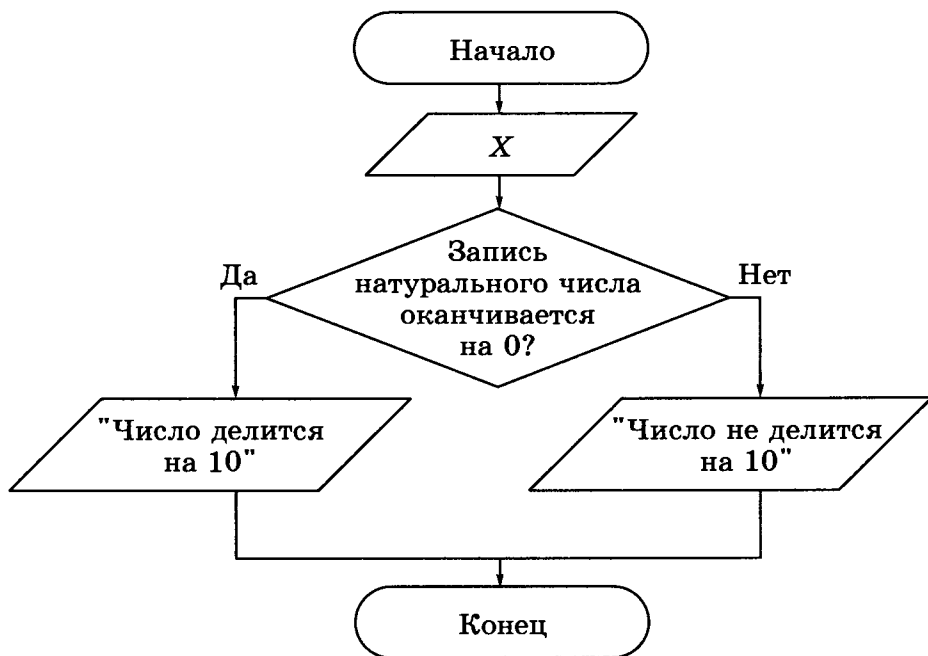 Начало
X
Запись
натурального числа
оканчивается
на 0?
Да
Нет
"Число делится
на 10"
"Число не делится
на 10"
Конец